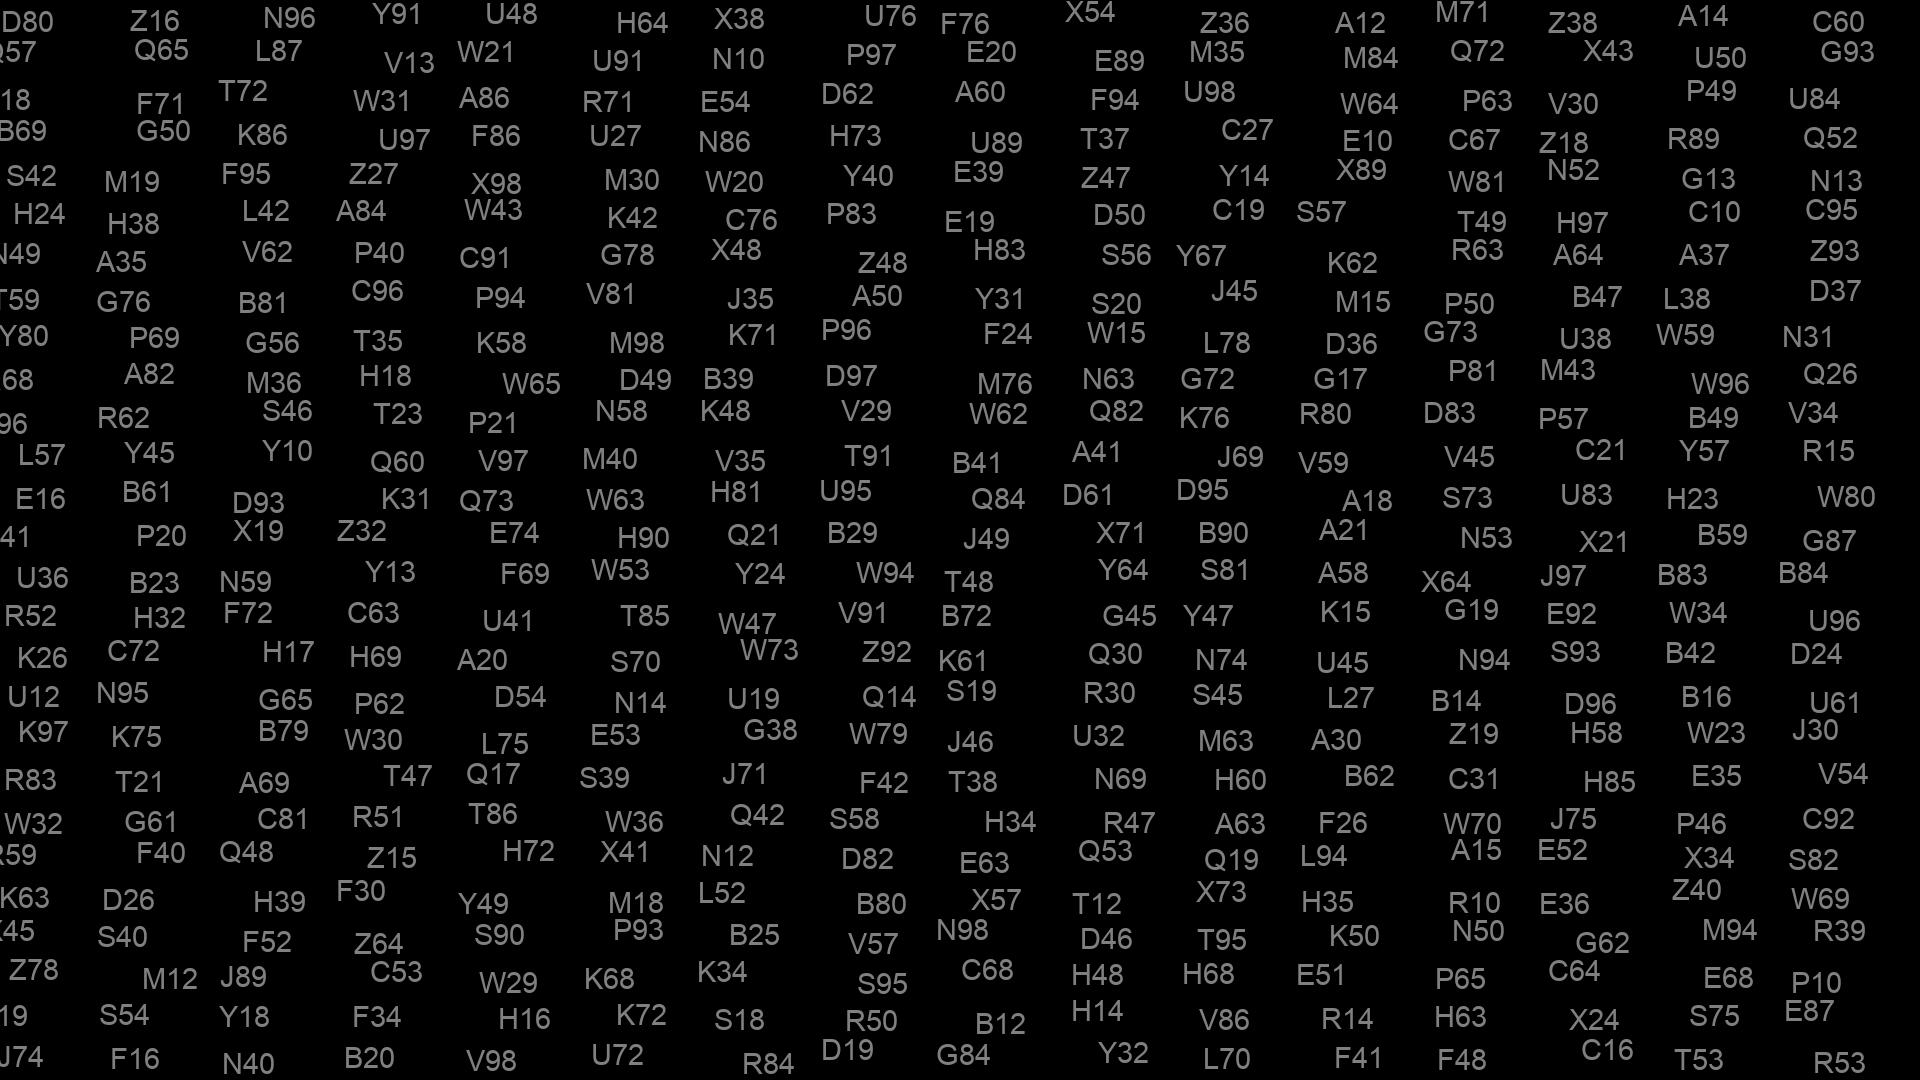 D80 Z16 N96 Y91 U48 H64 X38 U76 F76 X54 Z36 A12 M71 Z38 A14 C60
Q57 Q65 L87 V13 W21 U91 N10 P97 E20 E89 M35 M84 Q72 X43 U50 G93
18 F71 T72 W31 A86 R71 E54 D62 A60 F94 U98 W64 P63 V30 P49 U84
B69 G50 K86 U97 F86 U27 N86 H73 U89 T37 C27 E10 C67 Z18 R89 Q52
S42 M19 F95 Z27 X98 M30 W20 Y40 E39 Z47 Y14 X89 W81 N52 G13 N13
H24 H38 L42 A84 W43 K42 C76 P83 E19 D50 C19 S57 T49 H97 C10 C95
N49 A35 V62 P40 C91 G78 X48 Z48 H83 S56 Y67 K62 R63 A64 A37 Z93
T59 G76 B81 C96 P94 V81 J35 A50 Y31 S20 J45 M15 P50 B47 L38 D37
Y80 P69 G56 T35 K58 M98 K71 P96 F24 W15 L78 D36 G73 U38 W59 N31
68 A82 M36 H18 W65 D49 B39 D97 M76 N63 G72 G17 P81 M43 W96 Q26
96 R62 S46 T23 P21 N58 K48 V29 W62 Q82 K76 R80 D83 P57 B49 V34
L57 Y45 Y10 Q60 V97 M40 V35 T91 B41 A41 J69 V59 V45 C21 Y57 R15
E16 B61 D93 K31 Q73 W63 H81 U95 Q84 D61 D95 A18 S73 U83 H23 W80
41 P20 X19 Z32 E74 H90 Q21 B29 J49 X71 B90 A21 N53 X21 B59 G87
U36 B23 N59 Y13 F69 W53 Y24 W94 T48 Y64 S81 A58 X64 J97 B83 B84
R52 H32 F72 C63 U41 T85 W47 V91 B72 G45 Y47 K15 G19 E92 W34 U96
K26 C72 H17 H69 A20 S70 W73 Z92 K61 Q30 N74 U45 N94 S93 B42 D24
U12 N95 G65 P62 D54 N14 U19 Q14 S19 R30 S45 L27 B14 D96 B16 U61
K97 K75 B79 W30 L75 E53 G38 W79 J46 U32 M63 A30 Z19 H58 W23 J30
R83 T21 A69 T47 Q17 S39 J71 F42 T38 N69 H60 B62 C31 H85 E35 V54
W32 G61 C81 R51 T86 W36 Q42 S58 H34 R47 A63 F26 W70 J75 P46 C92
R59 F40 Q48 Z15 H72 X41 N12 D82 E63 Q53 Q19 L94 A15 E52 X34 S82
K63 D26 H39 F30 Y49 M18 L52 B80 X57 T12 X73 H35 R10 E36 Z40 W69
45 S40 F52 Z64 S90 P93 B25 V57 N98 D46 T95 K50 N50 G62 M94 R39
Z78 M12 J89 C53 W29 K68 K34 S95 C68 H48 H68 E51 P65 C64 E68 P10
19 S54 Y18 F34 H16 K72 S18 R50 B12 H14 V86 R14 H63 X24 S75 E87
J74 F16 N40 B20 V98 U72 R84 D19 G84 Y32 L70 F41 F48 C16 T53 R53